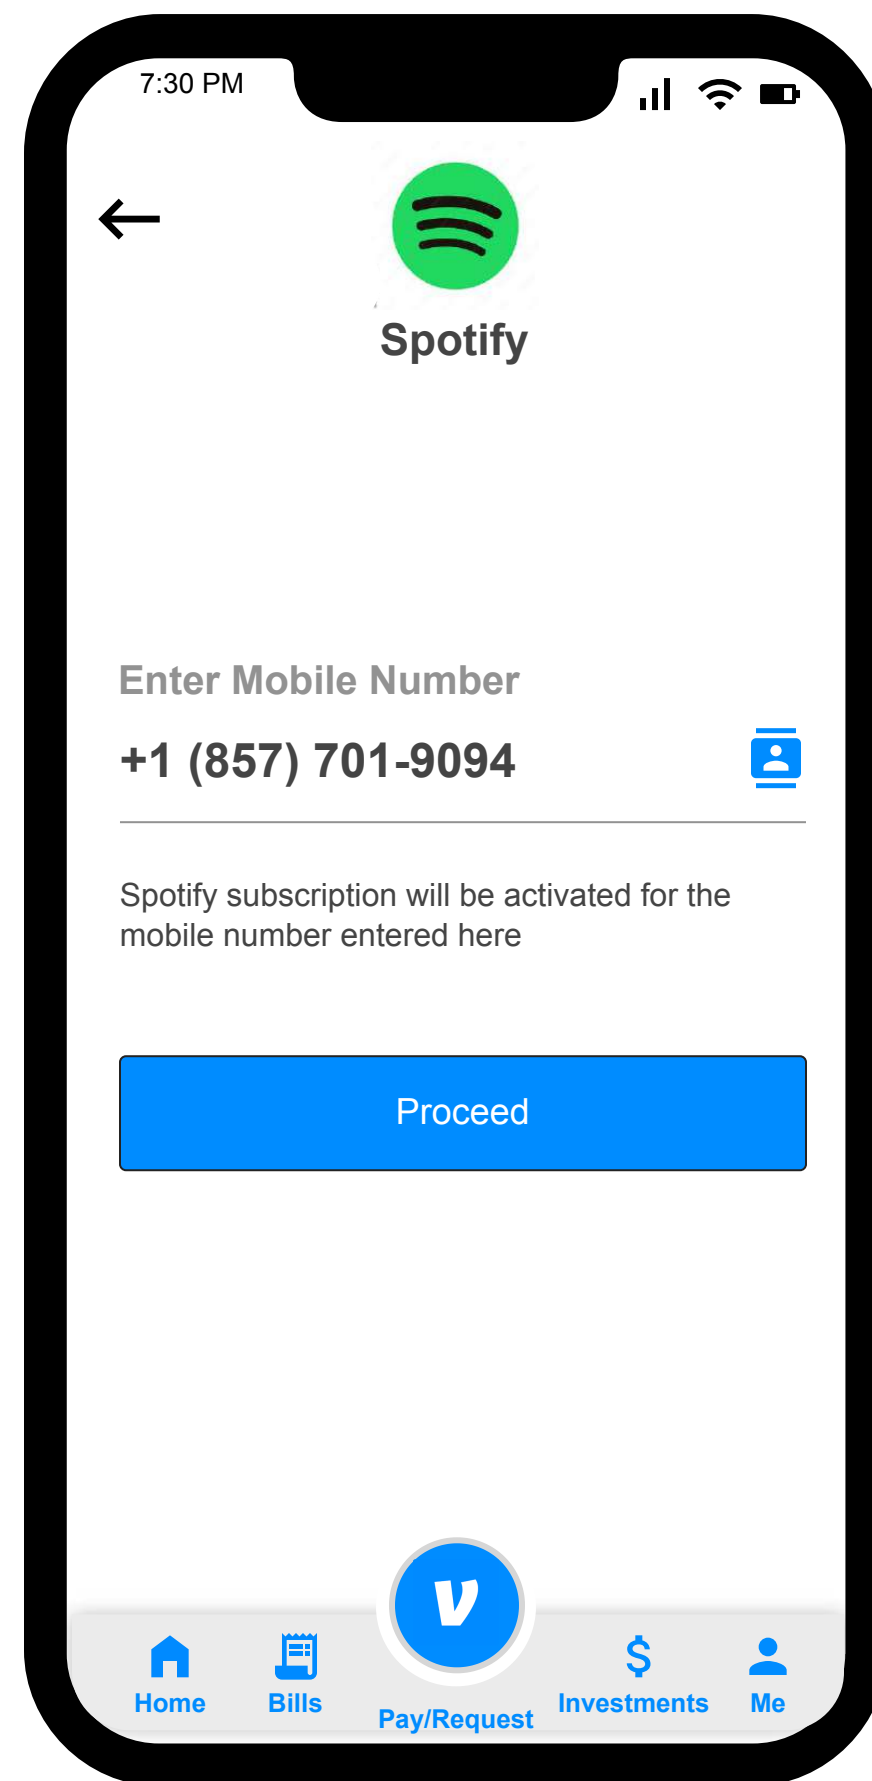 7:30 PM
Spotify
Enter Mobile Number
+1 (857) 701-9094
Spotify subscription will be activated for the
mobile number entered here
Proceed
V
Home Bills Pay/Request Investments Me